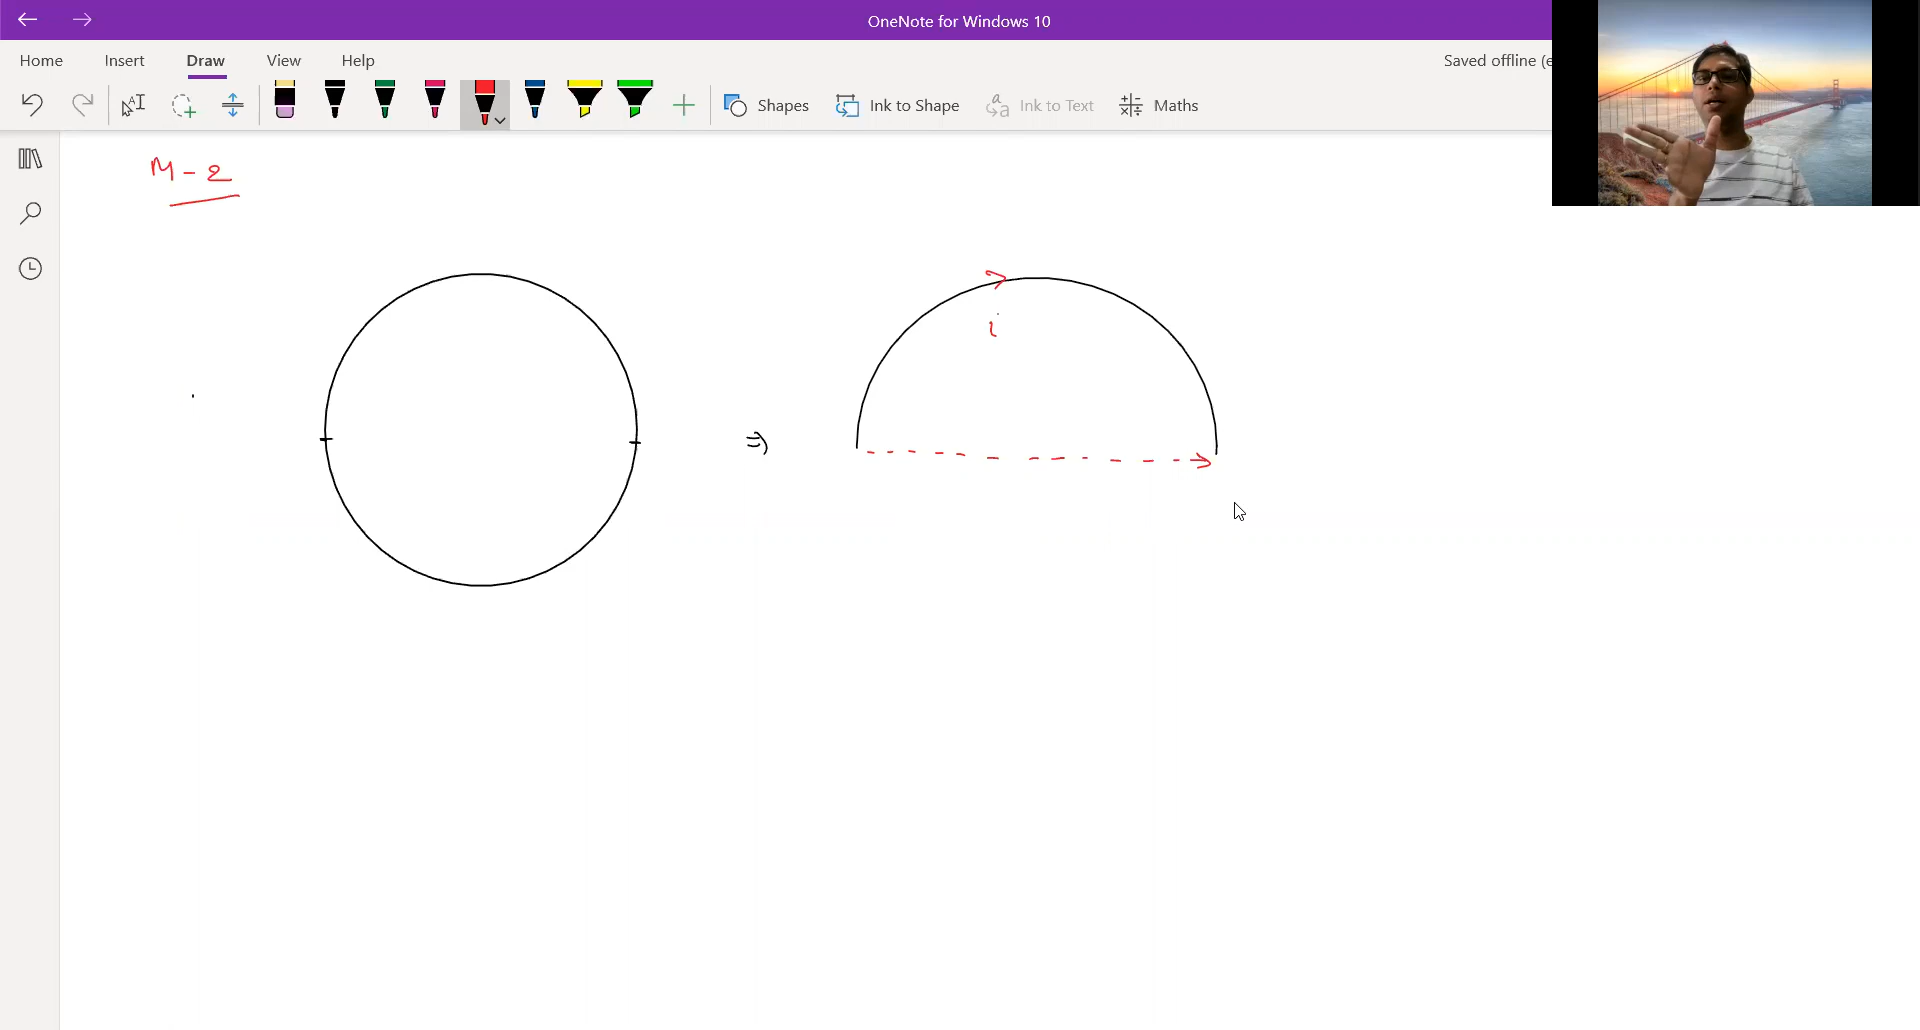 OneNote for Windows 10
Home Insert Draw View Help Saved offline (e
Shapes Ink to Shape Ink to Text Maths
M - 2
i
⇒